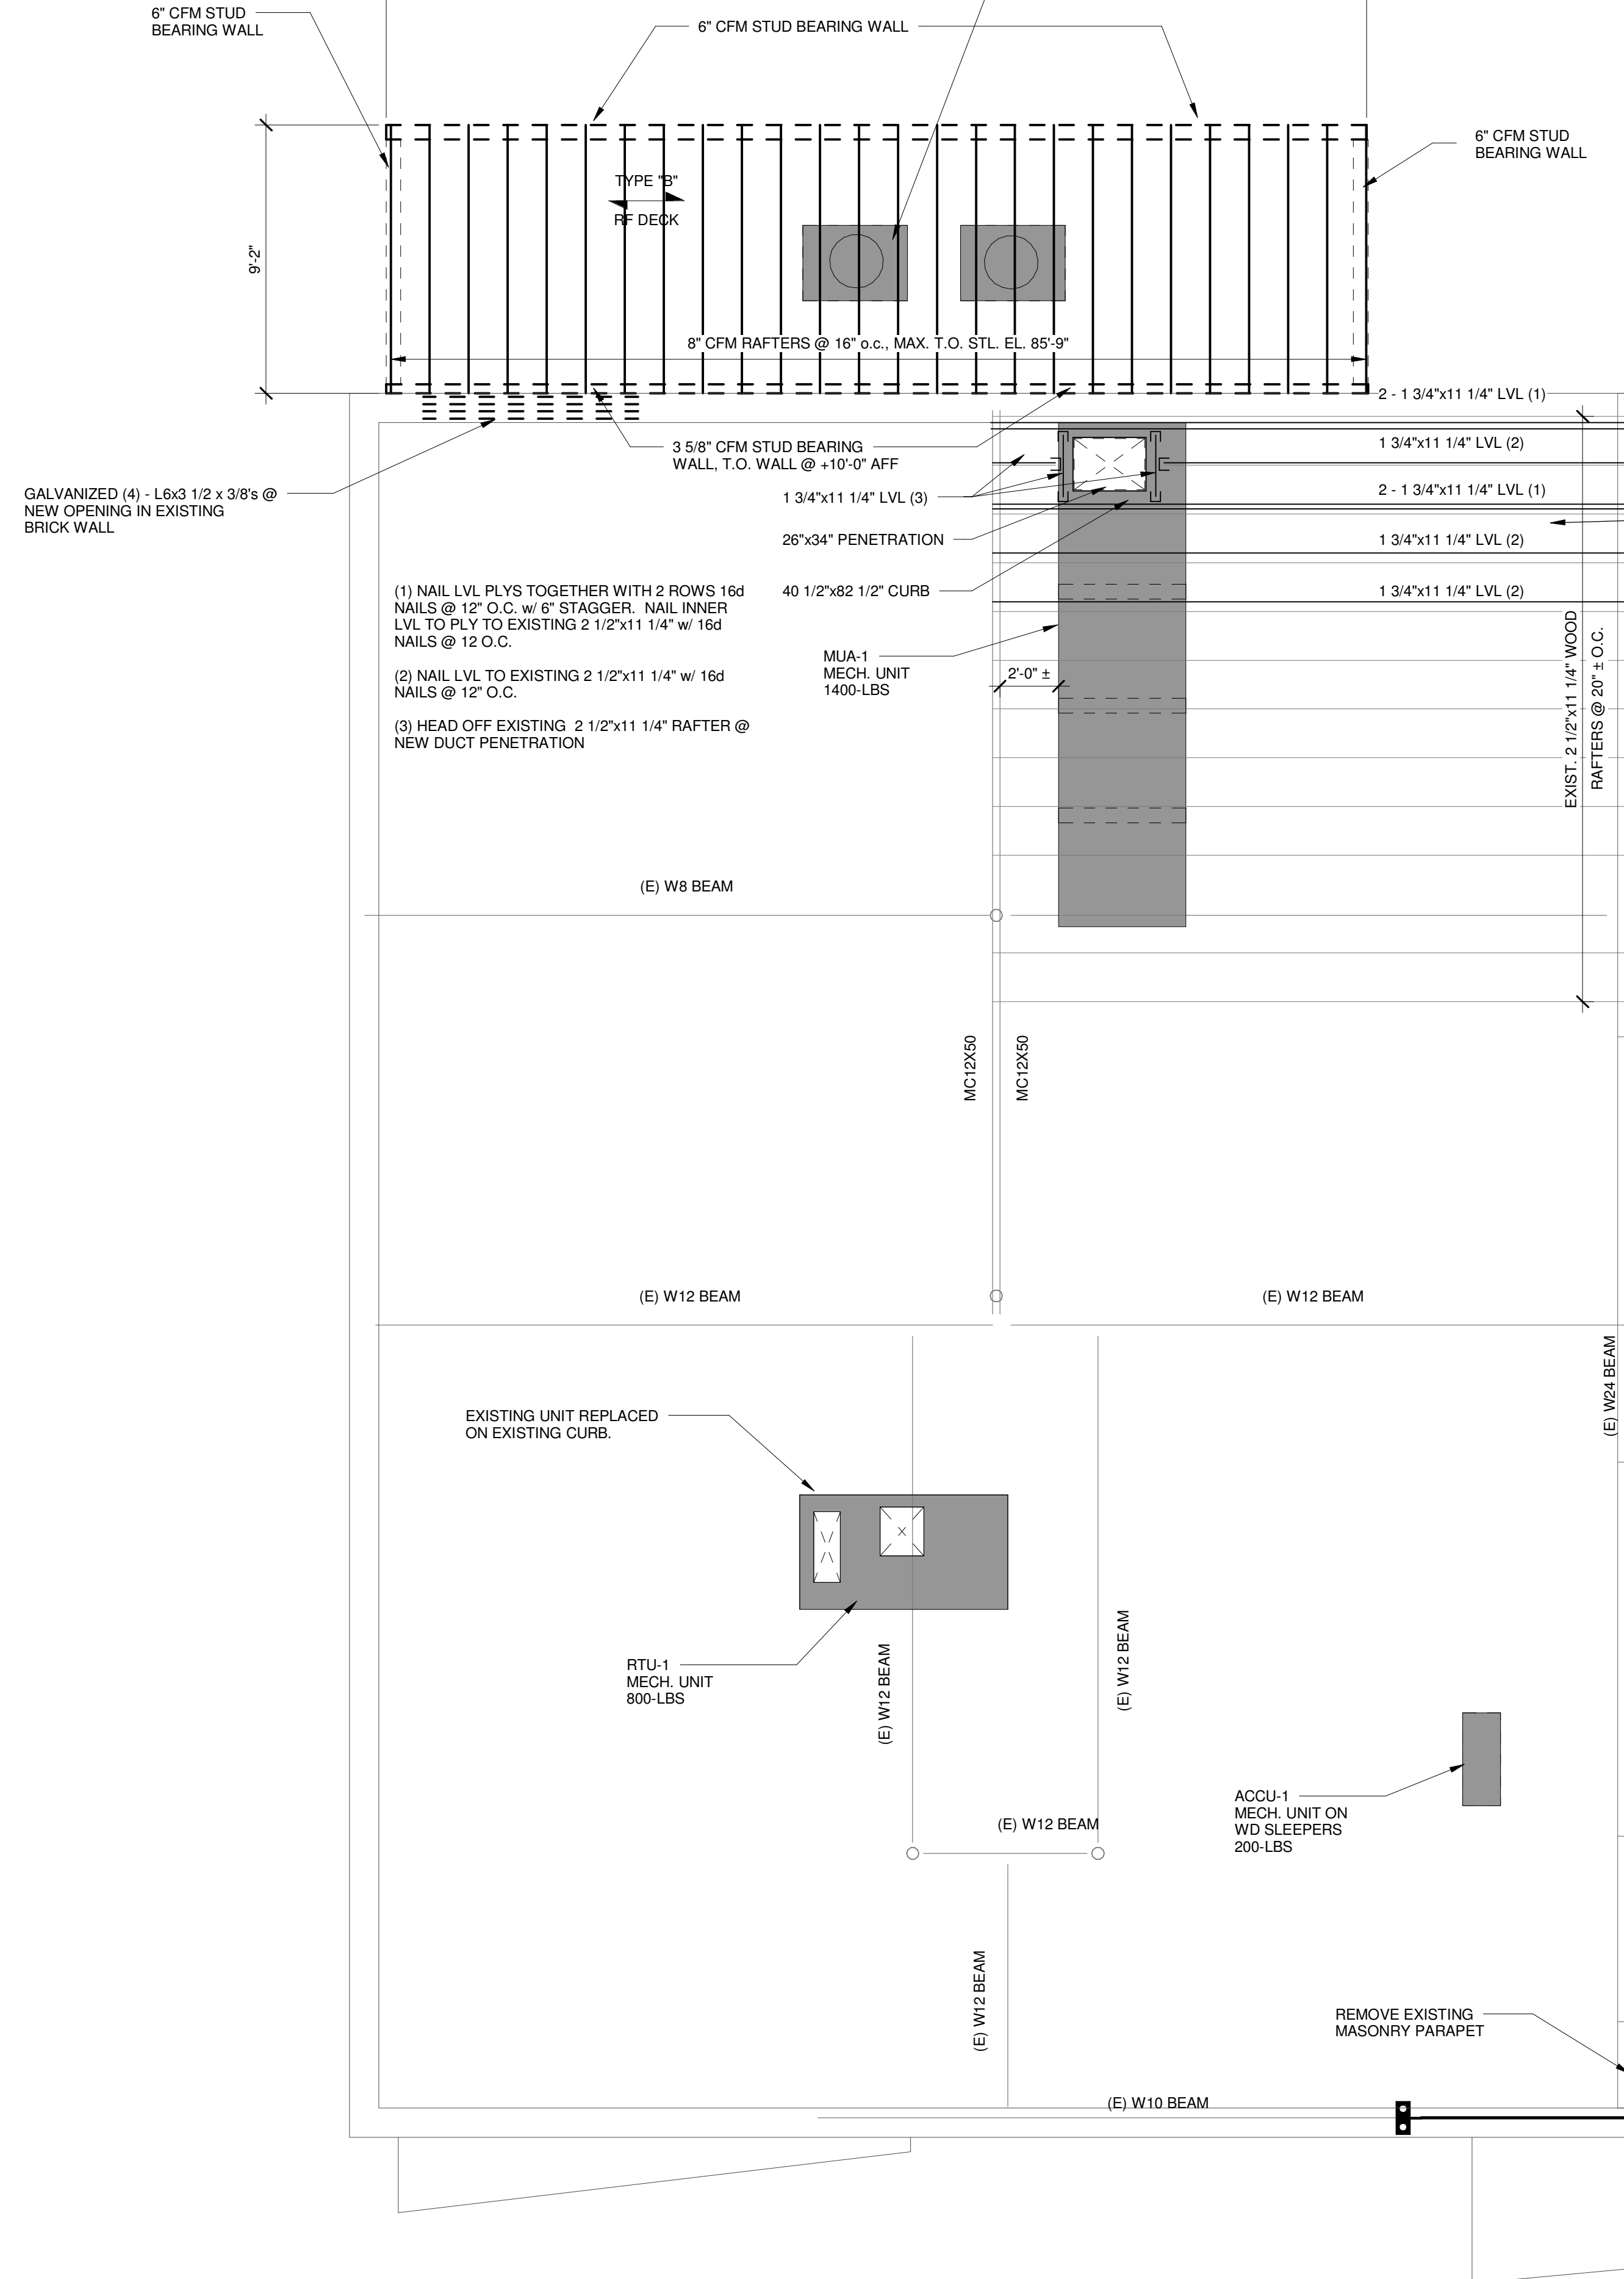 6" CFM STUD
BEARING WALL
6" CFM STUD BEARING WALL
6" CFM STUD
BEARING WALL
TYPE "B"
RF DECK
9'-2"
8" CFM RAFTERS @ 16" o.c., MAX. T.O. STL. EL. 85'-9"
2 - 1 3/4"x11 1/4" LVL (1)
1 3/4"x11 1/4" LVL (2)
2 - 1 3/4"x11 1/4" LVL (1)
1 3/4"x11 1/4" LVL (2)
1 3/4"x11 1/4" LVL (2)
3 5/8" CFM STUD BEARING
WALL, T.O. WALL @ +10'-0" AFF
GALVANIZED (4) - L6x3 1/2 x 3/8's @
NEW OPENING IN EXISTING
BRICK WALL
1 3/4"x11 1/4" LVL (3)
26"x34" PENETRATION
40 1/2"x82 1/2" CURB
(1) NAIL LVL PLYS TOGETHER WITH 2 ROWS 16d
NAILS @ 12" O.C. w/ 6" STAGGER.  NAIL INNER
LVL TO PLY TO EXISTING 2 1/2"x11 1/4" w/ 16d
NAILS @ 12 O.C.
(2) NAIL LVL TO EXISTING 2 1/2"x11 1/4" w/ 16d
NAILS @ 12" O.C.
(3) HEAD OFF EXISTING  2 1/2"x11 1/4" RAFTER @
NEW DUCT PENETRATION
MUA-1
MECH. UNIT
1400-LBS
2'-0" ±
EXIST. 2 1/2"x11 1/4" WOOD
RAFTERS @ 20" ± O.C.
(E) W8 BEAM
MC12X50
MC12X50
(E) W12 BEAM
(E) W12 BEAM
(E) W24 BEAM
EXISTING UNIT REPLACED
ON EXISTING CURB.
RTU-1
MECH. UNIT
800-LBS
(E) W12 BEAM
(E) W12 BEAM
(E) W12 BEAM
ACCU-1
MECH. UNIT ON
WD SLEEPERS
200-LBS
(E) W12 BEAM
REMOVE EXISTING
MASONRY PARAPET
(E) W10 BEAM